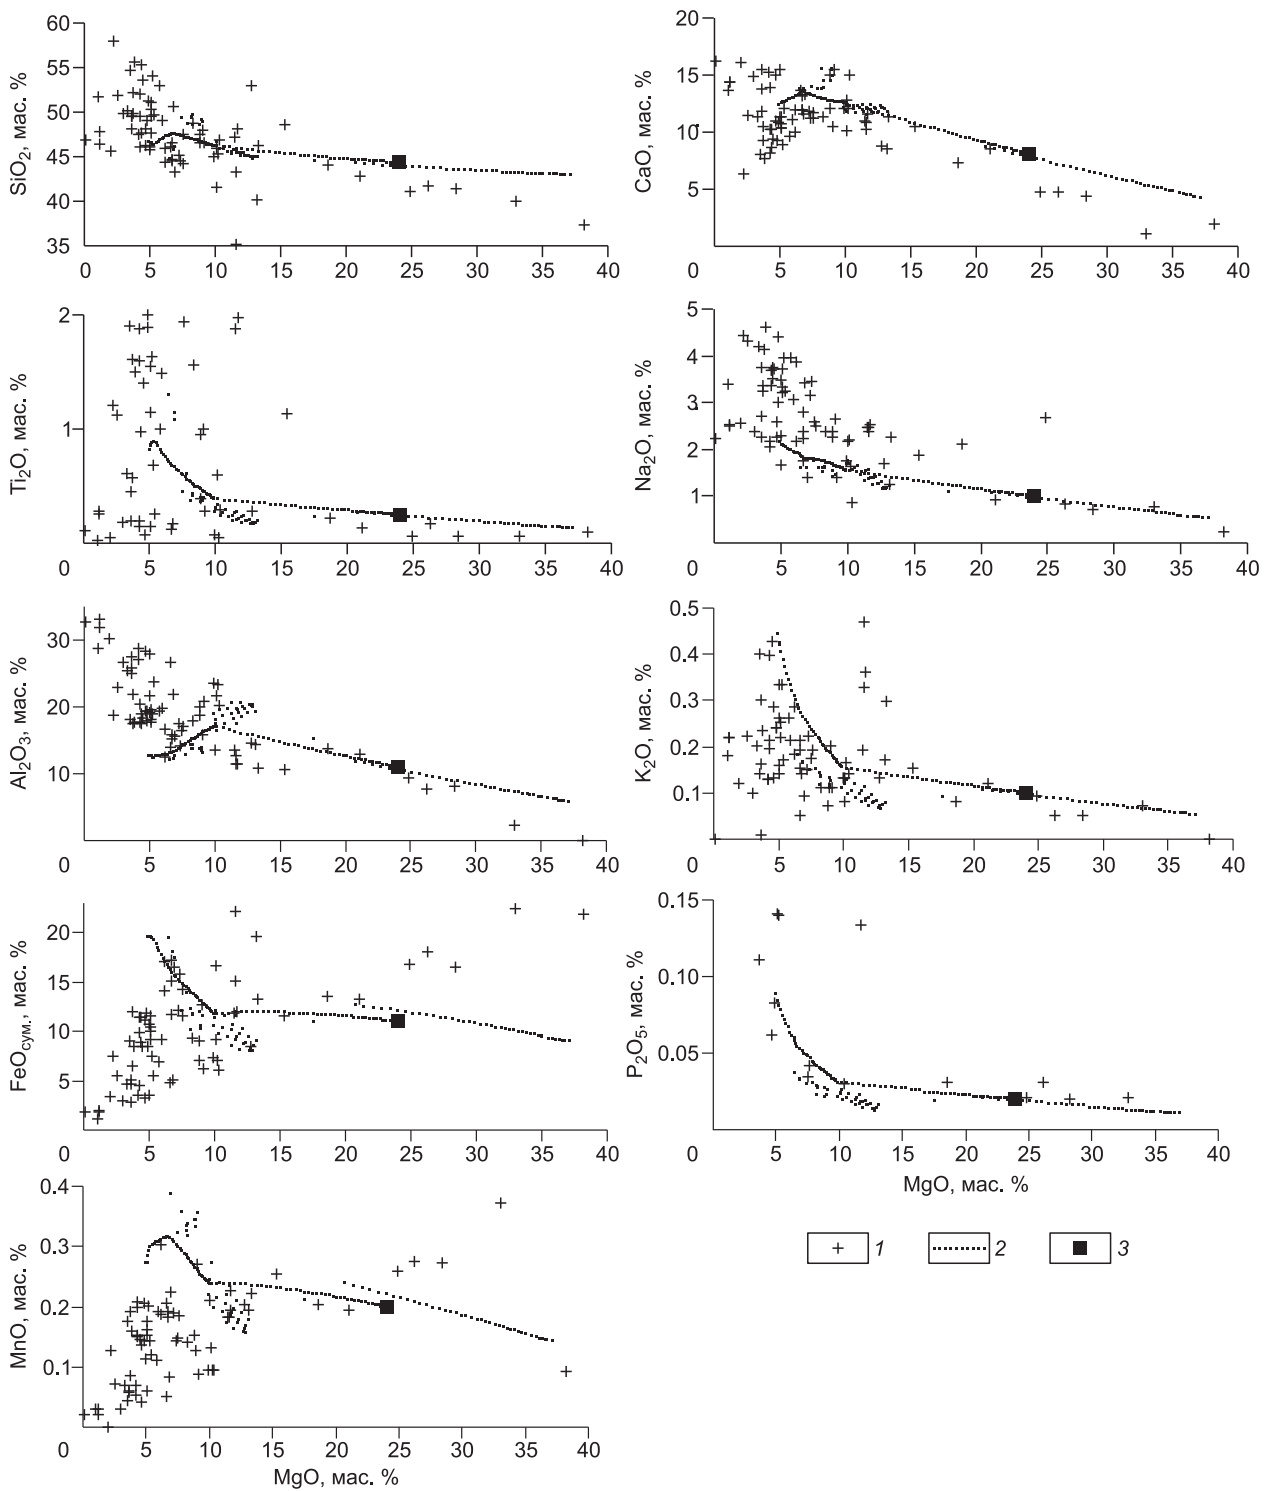 SiO2, мас. %
60
55
50
45
40
35
0 5 10 15 20 25 30 35 40
CaO, мас. %
20
15
10
5
0 5 10 15 20 25 30 35 40
Ti2O, мас. %
2
1
0 5 10 15 20 25 30 35 40
Na2O, мас. %
5
4
3
2
1
0 5 10 15 20 25 30 35 40
Al2O3, мас. %
30
20
10
0 5 10 15 20 25 30 35 40
K2O, мас. %
0.5
0.4
0.3
0.2
0.1
0 5 10 15 20 25 30 35 40
FeOсум., мас. %
20
15
10
5
0 5 10 15 20 25 30 35 40
P2O5, мас. %
0.15
0.10
0.05
0 5 10 15 20 25 30 35 40
MgO, мас. %
MnO, мас. %
0.4
0.3
0.2
0.1
0 5 10 15 20 25 30 35 40
MgO, мас. %
1 2 3